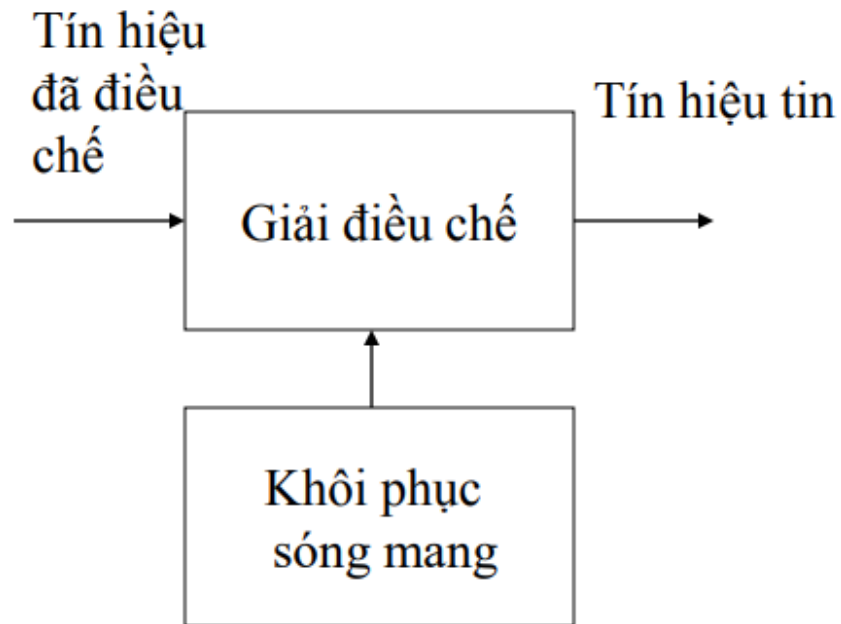 Tín hiệu
đã điều
chế
Tín hiệu tin
Giải điều chế
Khôi phục
sóng mang